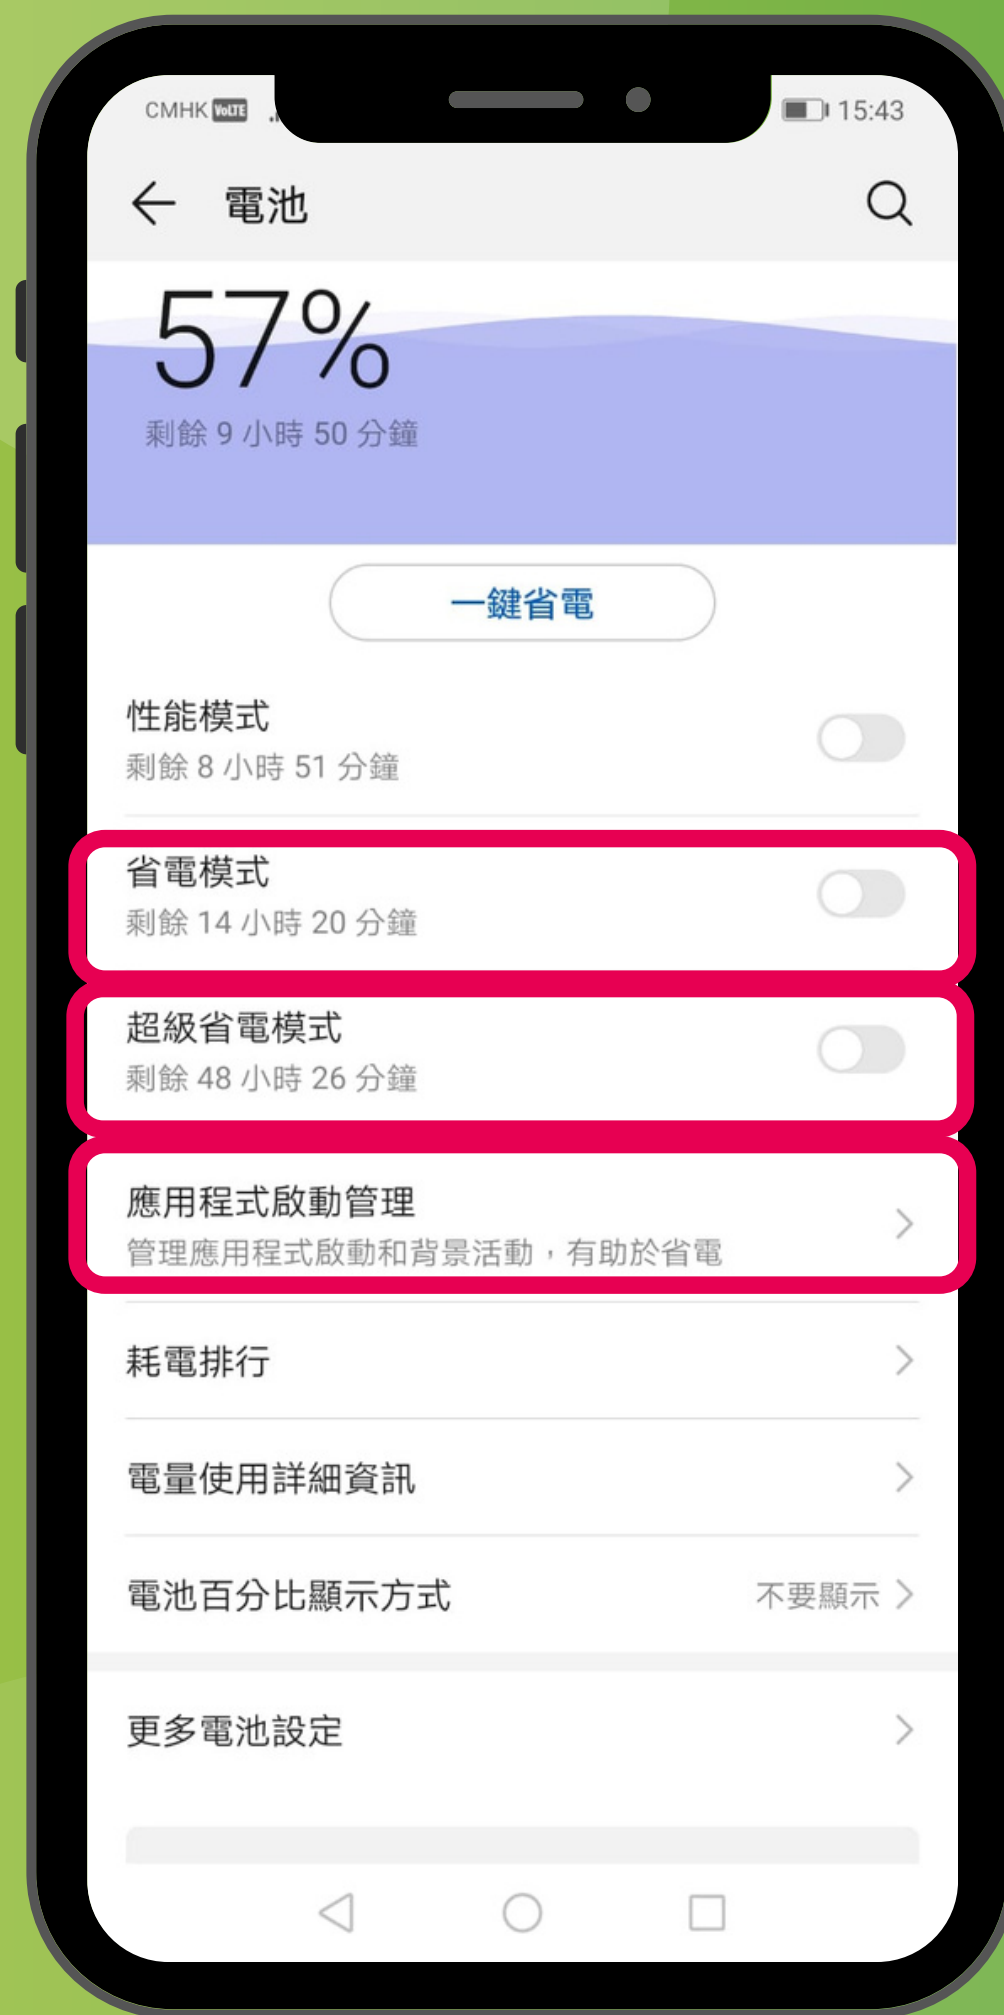 CMHK VoLTE 15:43
電池
57%
剩餘 9 小時 50 分鐘
一鍵省電
性能模式
剩餘 8 小時 51 分鐘
省電模式
剩餘 14 小時 20 分鐘
超級省電模式
剩餘 48 小時 26 分鐘
應用程式啟動管理
管理應用程式啟動和背景活動，有助於省電
耗電排行
電量使用詳細資訊
電池百分比顯示方式 不要顯示
更多電池設定